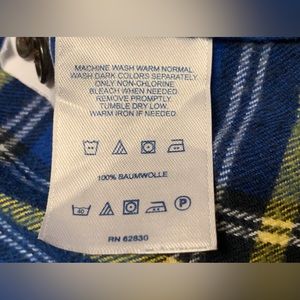 MACHINE WASH WARM NORMAL
WASH DARK COLORS SEPARATELY
ONLY NON-CHLORINE
BLEACH WHEN NEEDED
REMOVE PROMPTLY.
TUMBLE DRY LOW.
WARM IRON IF NEEDED.
100% BAUMWOLLE
40 P
RN 62830